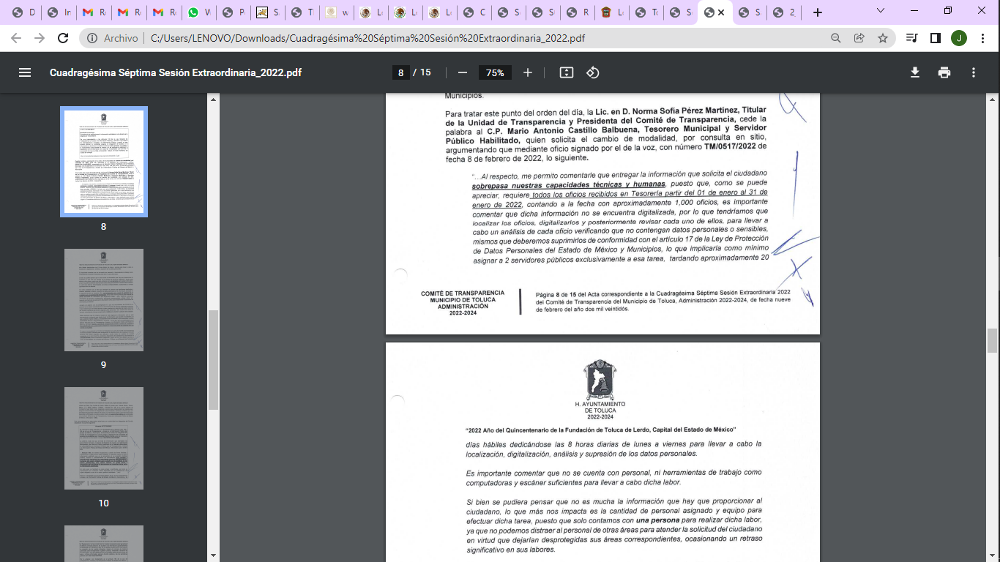 D
In
R
R
R
W
P
S
T
w
L
L
L
C
S
S
R
L
T
S
S
2
Archivo
C:/Users/LENOVO/Downloads/Cuadragésima%20Séptima%20Sesión%20Extraordinaria_2022.pdf
J
Cuadragésima Séptima Sesión Extraordinaria_2022.pdf
8 / 15
75%
8
9
10
Municipios.
Para tratar este punto del orden del día, la Lic. en D. Norma Sofía Pérez Martinez, Titular
de la Unidad de Transparencia y Presidenta del Comité de Transparencia, cede la
palabra al C.P. Mario Antonio Castillo Balbuena, Tesorero Municipal y Servidor
Público Habilitado, quien solicita el cambio de modalidad, por consulta en sitio,
argumentando que mediante oficio signado por el de la voz, con número TM/0517/2022 de
fecha 8 de febrero de 2022, lo siguiente.
"…Al respecto, me permito comentarle que entregar la información que solicita el ciudadano
sobrepasa nuestras capacidades técnicas y humanas, puesto que, como se puede
apreciar, requiere todos los oficios recibidos en Tesorería partir del 01 de enero al 31 de
enero de 2022, contando a la fecha con aproximadamente 1,000 oficios, es importante
comentar que dicha información no se encuentra digitalizada, por lo que tendríamos que
localizar los oficios, digitalizarlos y posteriormente revisar cada uno de ellos, para llevar a
cabo un análisis de cada oficio verificando que no contengan datos personales o sensibles,
mismos que deberemos suprimirlos de conformidad con el artículo 17 de la Ley de Protección
de Datos Personales del Estado de México y Municipios, lo que implicaría como mínimo
asignar a 2 servidores públicos exclusivamente a esa tarea, tardando aproximadamente 20
COMITÉ DE TRANSPARENCIA
MUNICIPIO DE TOLUCA
ADMINISTRACIÓN
2022-2024
Página 8 de 15 del Acta correspondiente a la Cuadragésima Séptima Sesión Extraordinaria 2022
del Comité de Transparencia del Municipio de Toluca, Administración 2022-2024, de fecha nueve
de febrero del año dos mil veintidós.
H. AYUNTAMIENTO
DE TOLUCA
2022-2024
"2022 Año del Quincentenario de la Fundación de Toluca de Lerdo, Capital del Estado de México"
días hábiles dedicándose las 8 horas diarias de lunes a viernes para llevar a cabo la
localización, digitalización, análisis y supresión de los datos personales.
Es importante comentar que no se cuenta con personal, ni herramientas de trabajo como
computadoras y escáner suficientes para llevar a cabo dicha labor.
Si bien se pudiera pensar que no es mucha la información que hay que proporcionar al
ciudadano, lo que más nos impacta es la cantidad de personal asignado y equipo para
efectuar dicha tarea, puesto que solo contamos con una persona para realizar dicha labor,
ya que no podemos distraer al personal de otras áreas para atender la solicitud del ciudadano
en virtud que dejarían desprotegidas sus áreas correspondientes, ocasionando un retraso
significativo en sus labores.